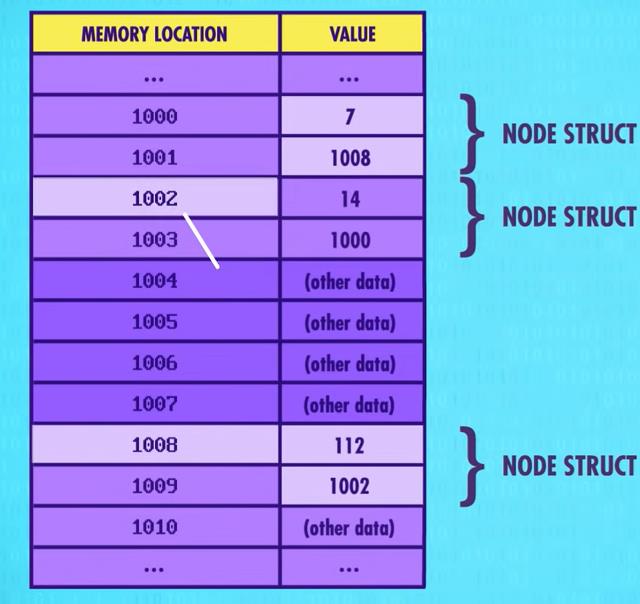 MEMORY LOCATION VALUE
... ...
1000 7
1001 1008
1002 14
1003 1000
1004 (other data)
1005 (other data)
1006 (other data)
1007 (other data)
1008 112
1009 1002
1010 (other data)
... ...
NODE STRUCT
NODE STRUCT
NODE STRUCT